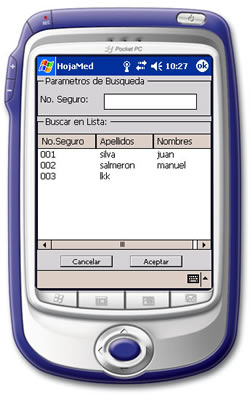 Pocket PC
HojaMed 10:27 ok
Parametros de Busqueda
No. Seguro:
Buscar en Lista:
No.Seguro Apellidos Nombres
001 silva juan
002 salmeron manuel
003 lkk
Cancelar Aceptar